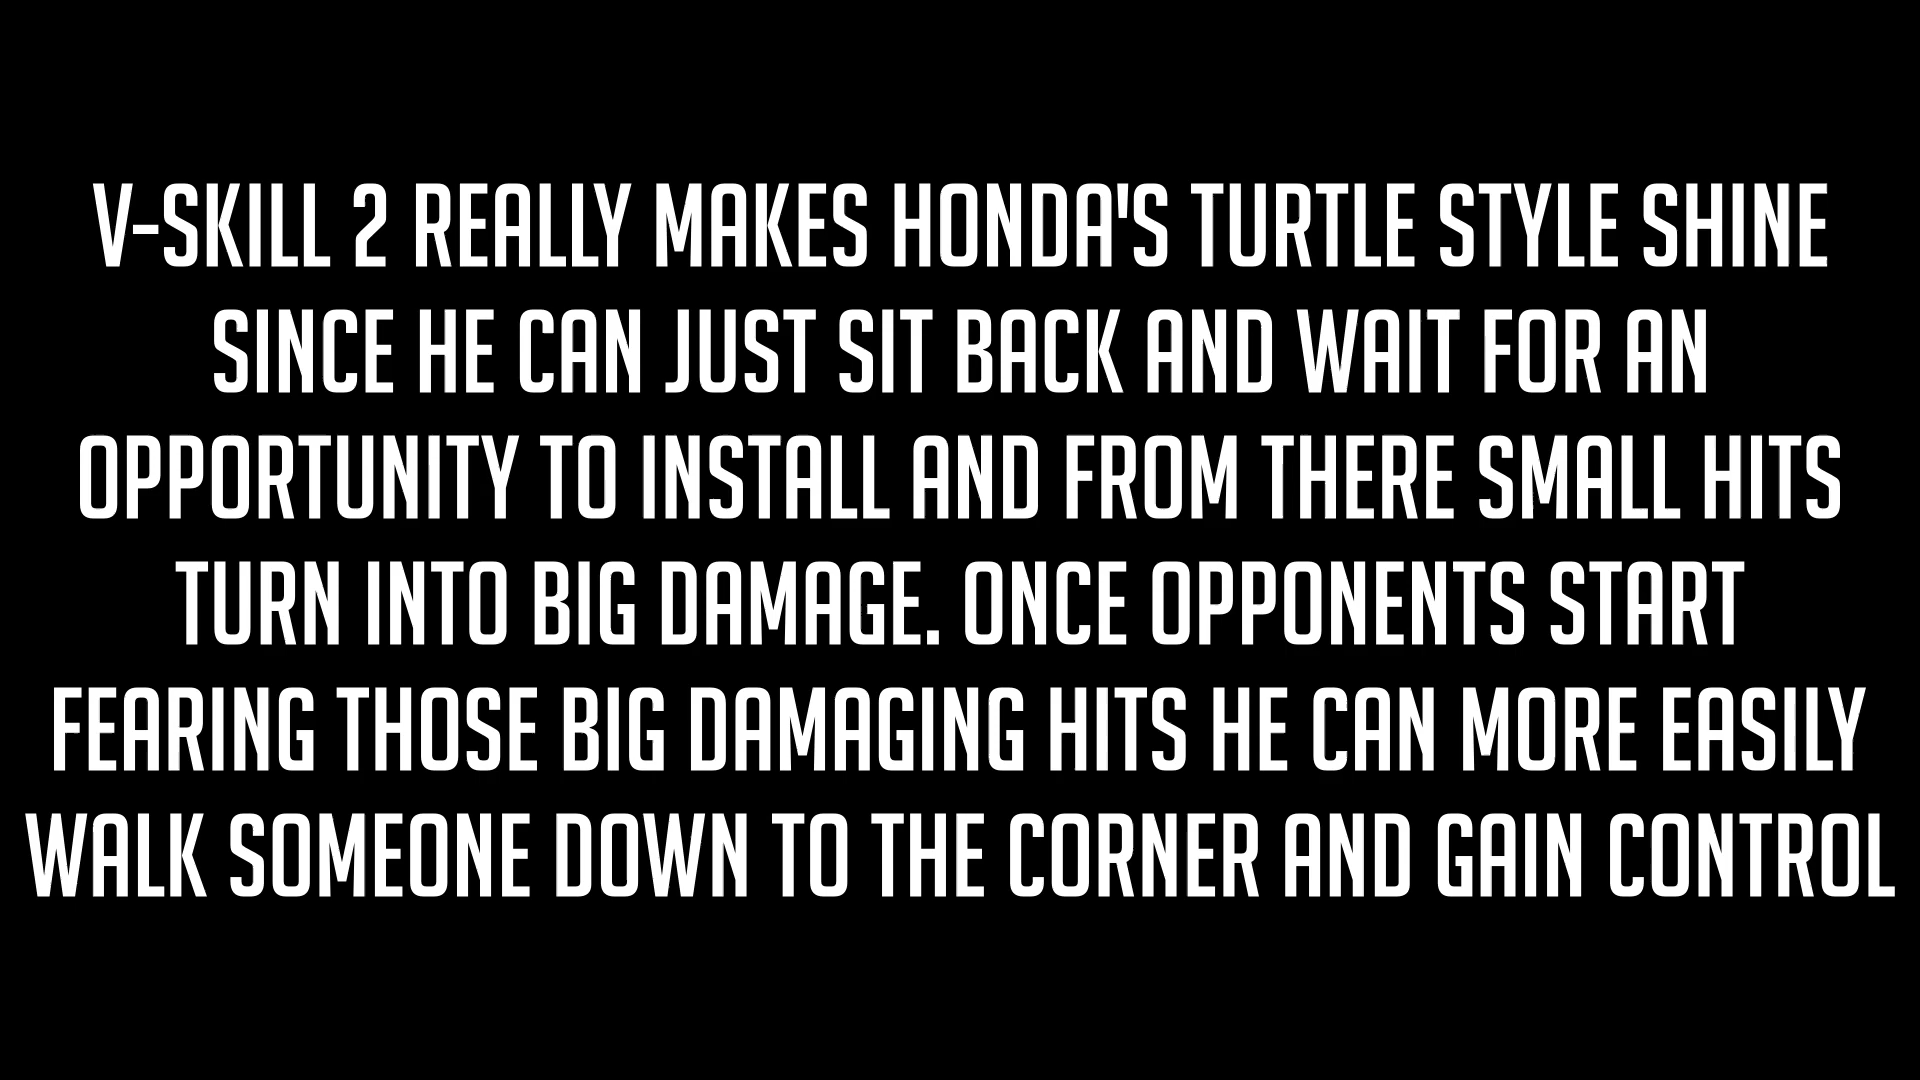 V-SKILL 2 REALLY MAKES HONDA'S TURTLE STYLE SHINE
SINCE HE CAN JUST SIT BACK AND WAIT FOR AN
OPPORTUNITY TO INSTALL AND FROM THERE SMALL HITS
TURN INTO BIG DAMAGE. ONCE OPPONENTS START
FEARING THOSE BIG DAMAGING HITS HE CAN MORE EASILY
WALK SOMEONE DOWN TO THE CORNER AND GAIN CONTROL